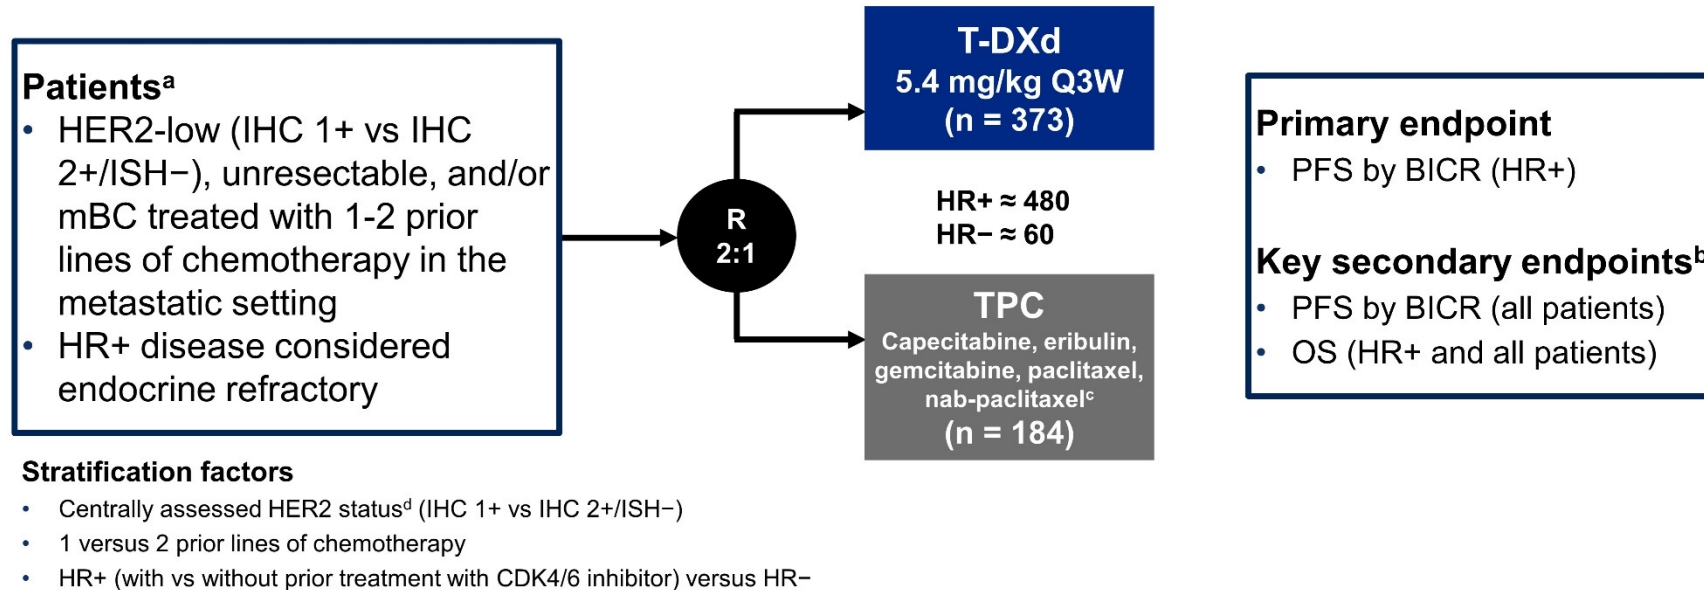 Patientsᵃ
• HER2-low (IHC 1+ vs IHC
2+/ISH−), unresectable, and/or
mBC treated with 1-2 prior
lines of chemotherapy in the
metastatic setting
• HR+ disease considered
endocrine refractory
R
2:1
T-DXd
5.4 mg/kg Q3W
(n = 373)
HR+ ≈ 480
HR− ≈ 60
TPC
Capecitabine, eribulin,
gemcitabine, paclitaxel,
nab-paclitaxelᶜ
(n = 184)
Primary endpoint
• PFS by BICR (HR+)
Key secondary endpointsᵇ
• PFS by BICR (all patients)
• OS (HR+ and all patients)
Stratification factors
• Centrally assessed HER2 statusᵈ (IHC 1+ vs IHC 2+/ISH−)
• 1 versus 2 prior lines of chemotherapy
• HR+ (with vs without prior treatment with CDK4/6 inhibitor) versus HR−